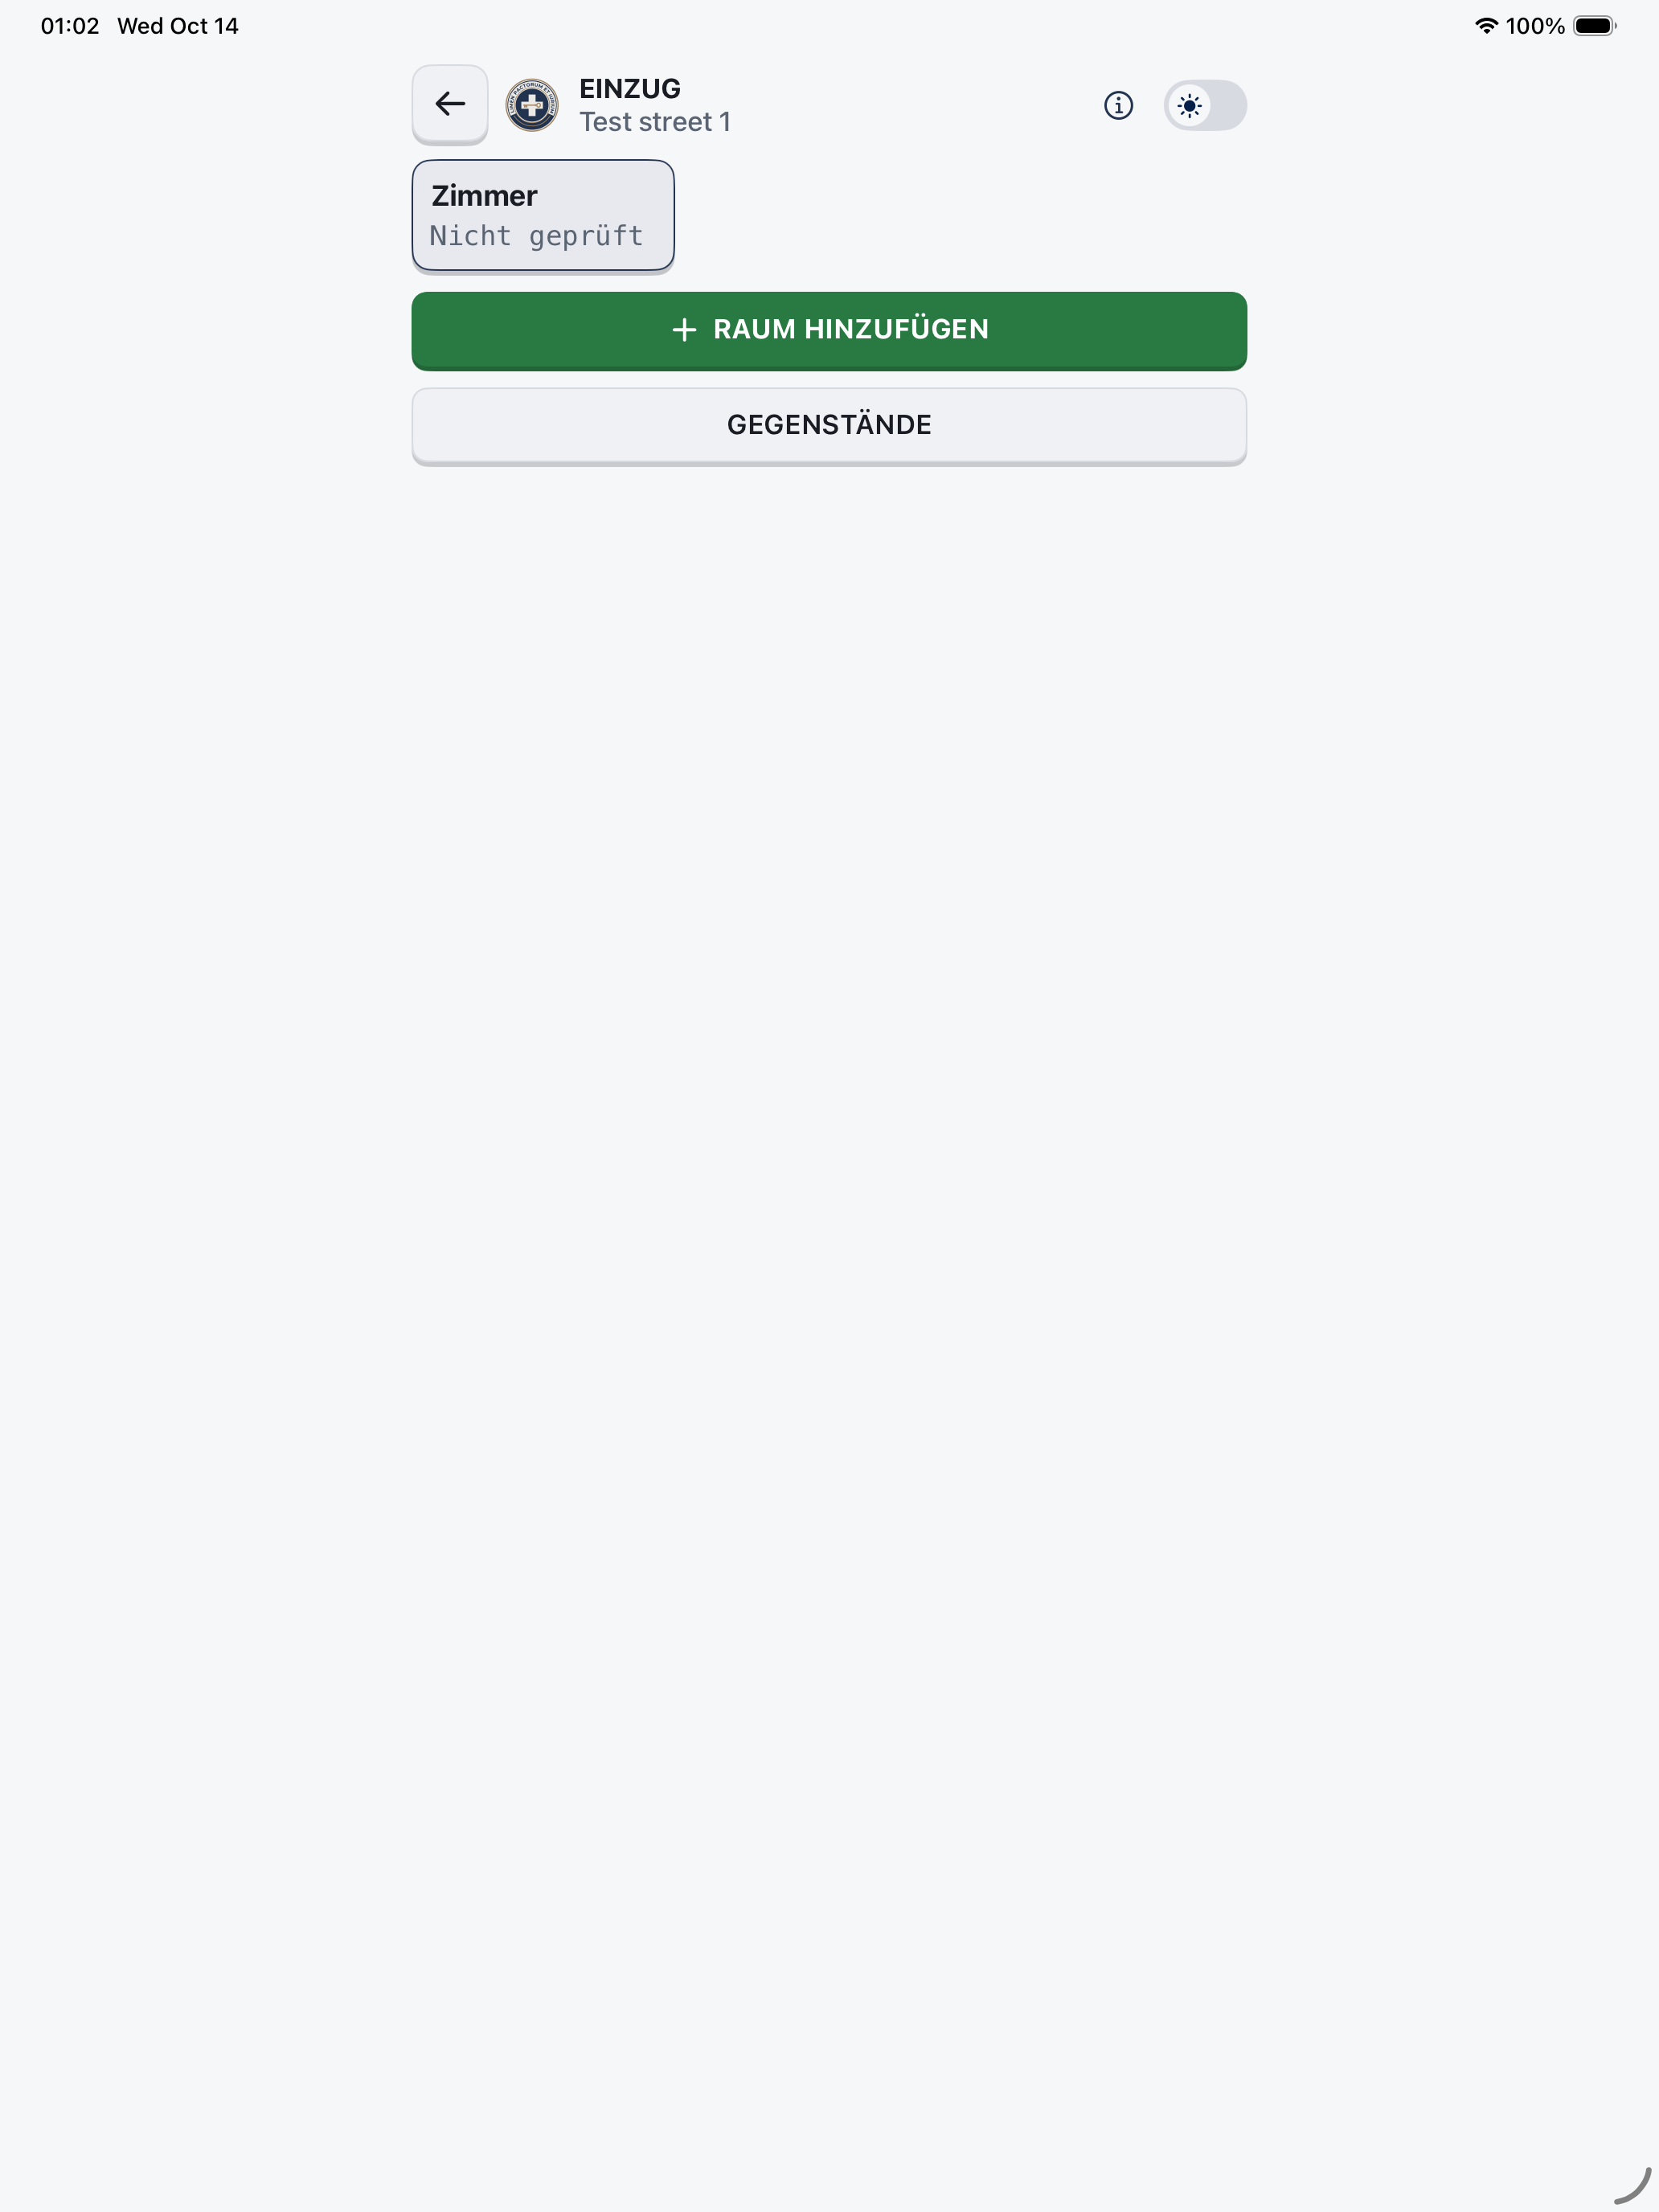 01:02 Wed Oct 14
100%
EINZUG
Test street 1
Zimmer
Nicht geprüft
RAUM HINZUFÜGEN
GEGENSTÄNDE